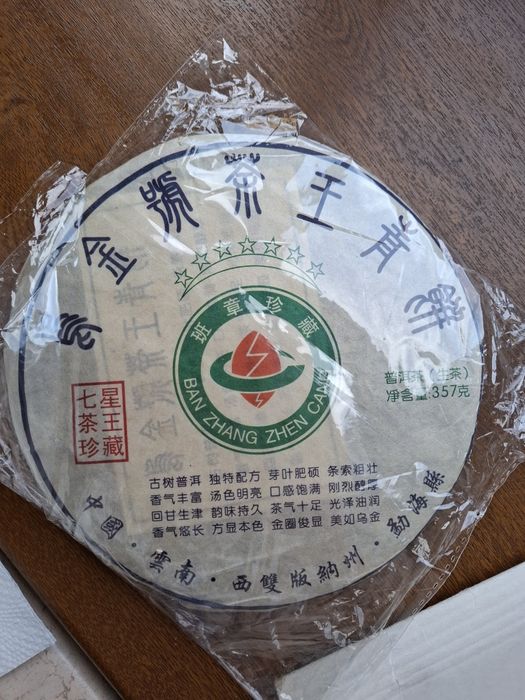 烏金號茶王青餅
班章珍藏
BAN ZHANG ZHEN CANG
普洱茶(生茶)
净含量:357克
七星
茶王
珍藏
古树普洱 独特配方 芽叶肥硕 条索粗壮
香气丰富 汤色明亮 口感饱满 刚烈醇厚
回甘生津 韵味持久 茶气十足 光泽油润
香气悠长 方显本色 金圈俊显 美如乌金
中國·雲南·西雙版納州·勐海縣